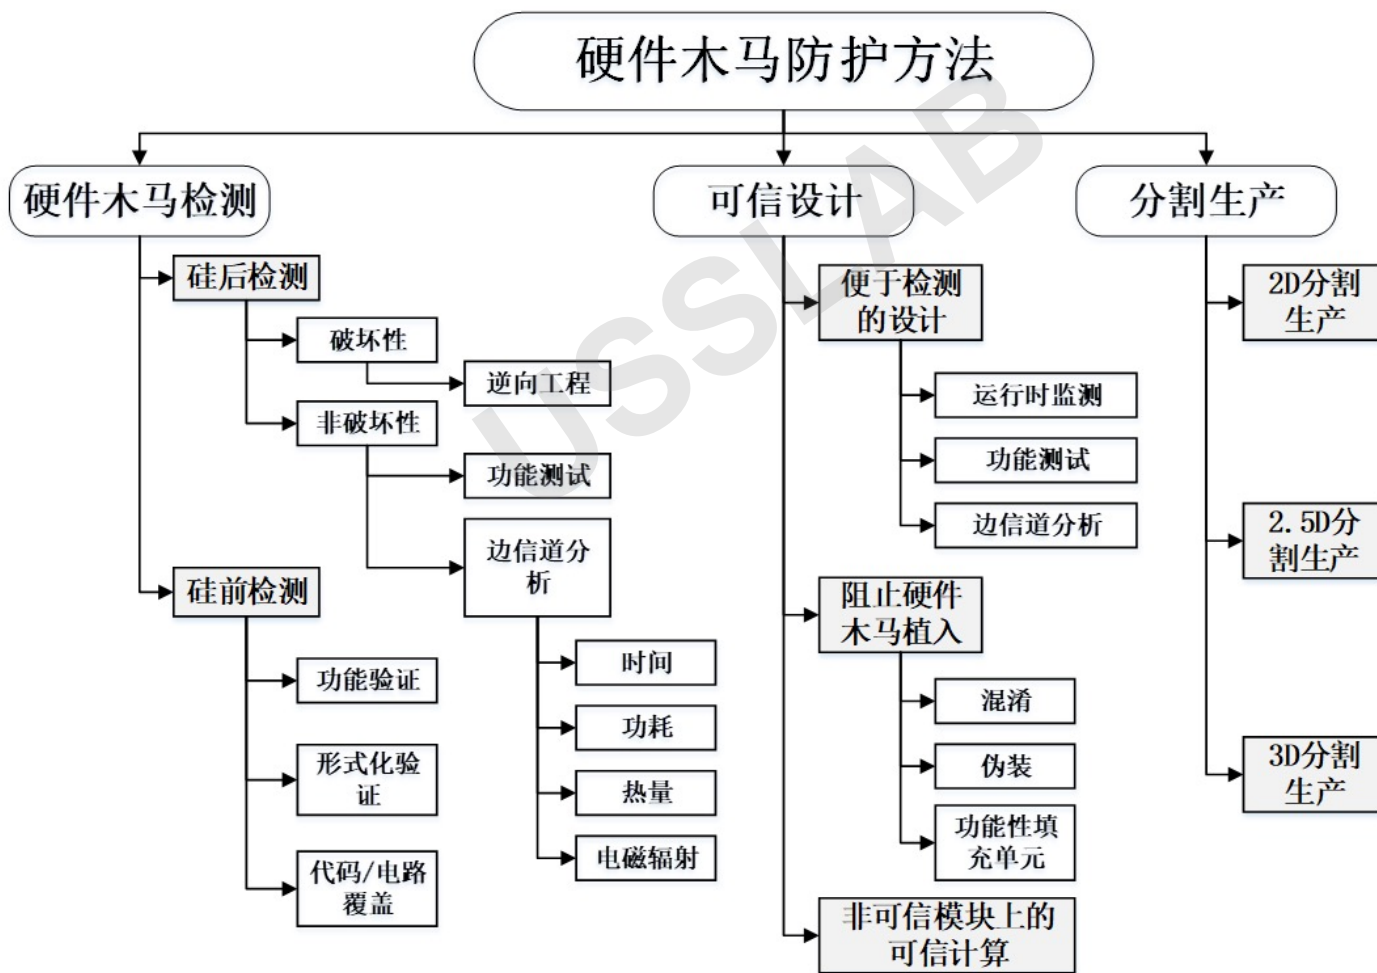 硬件木马防护方法
硬件木马检测
可信设计
分割生产
硅后检测
破坏性
逆向工程
非破坏性
功能测试
边信道分
析
时间
功耗
热量
电磁辐射
硅前检测
功能验证
形式化验
证
代码/电路
覆盖
便于检测
的设计
运行时监测
功能测试
边信道分析
阻止硬件
木马植入
混淆
伪装
功能性填
充单元
非可信模块上的
可信计算
2D分割
生产
2.5D分
割生产
3D分割
生产
USSLAB